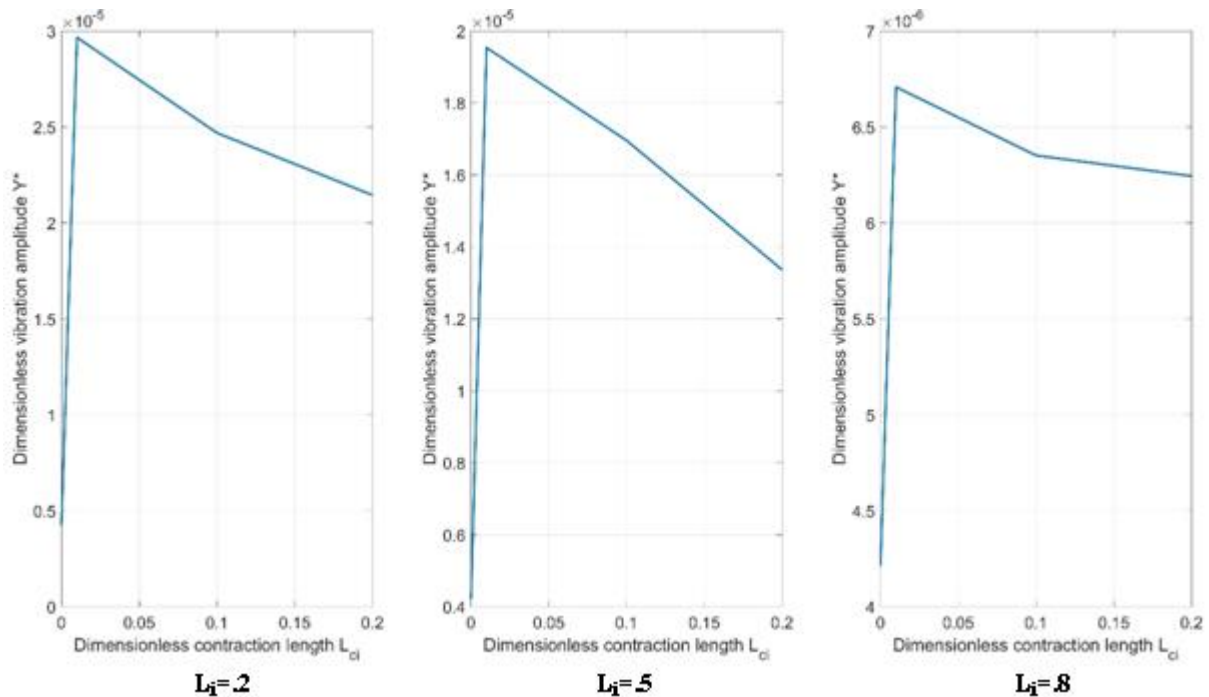 ×10⁻⁵
3
2.5
2
1.5
1
0.5
0
Dimensionless vibration amplitude Y*
0 0.05 0.1 0.15 0.2
Dimensionless contraction length L_ci
L_i=.2
×10⁻⁵
2
1.8
1.6
1.4
1.2
1
0.8
0.6
0.4
Dimensionless vibration amplitude Y*
0 0.05 0.1 0.15 0.2
Dimensionless contraction length L_ci
L_i=.5
×10⁻⁶
7
6.5
6
5.5
5
4.5
4
Dimensionless vibration amplitude Y*
0 0.05 0.1 0.15 0.2
Dimensionless contraction length L_ci
L_i=.8